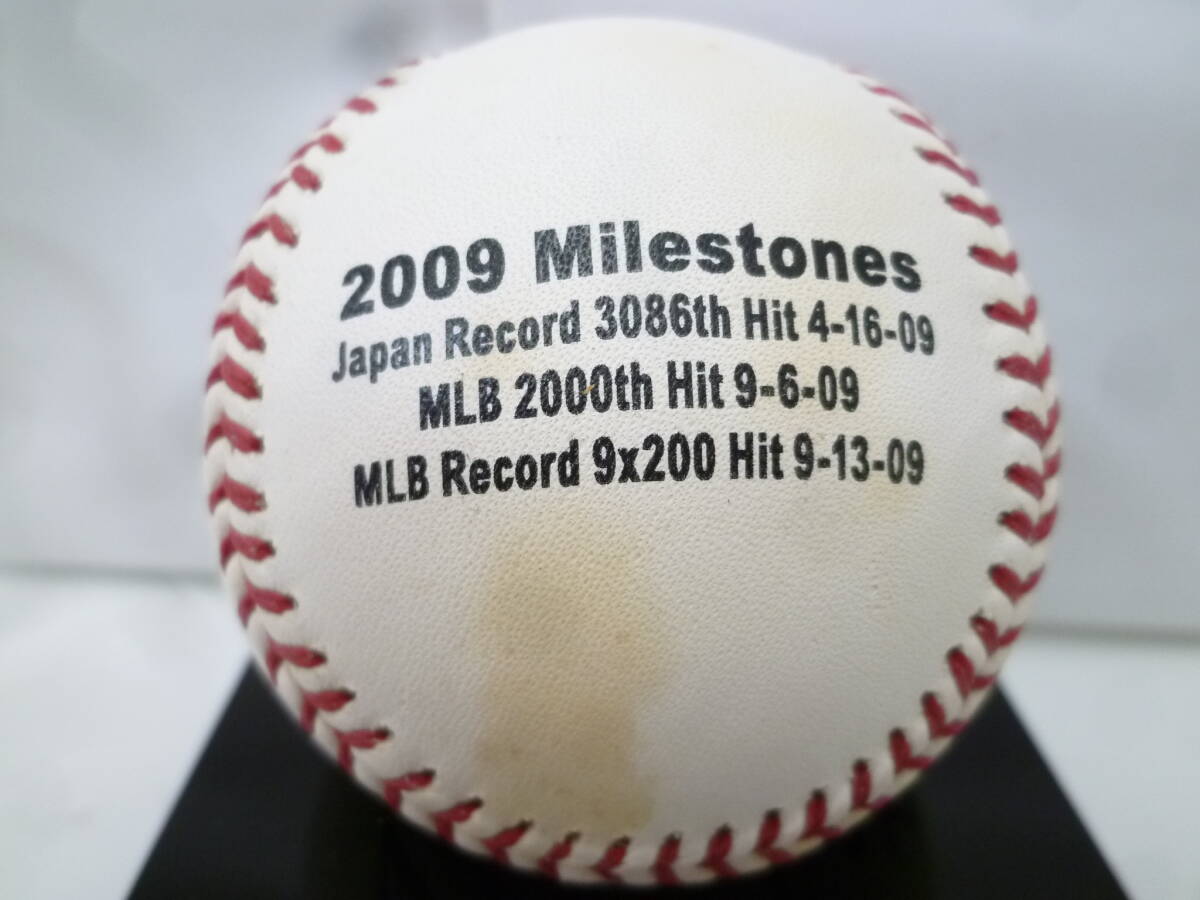 2009 Milestones
Japan Record 3086th Hit 4-16-09
MLB 2000th Hit 9-6-09
MLB Record 9x200 Hit 9-13-09